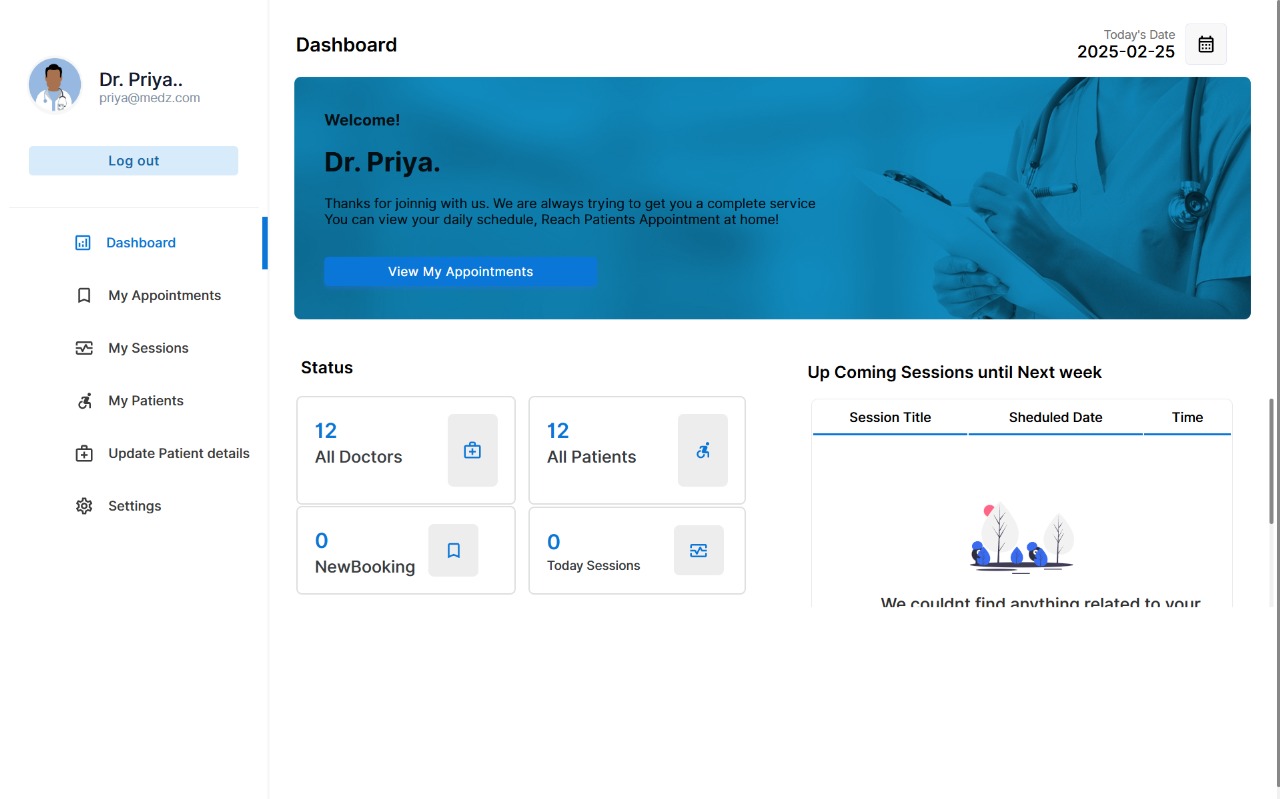 Dr. Priya..
priya@medz.com
Log out
Dashboard
My Appointments
My Sessions
My Patients
Update Patient details
Settings
Dashboard
Today's Date
2025-02-25
Welcome!
Dr. Priya.
Thanks for joinnig with us. We are always trying to get you a complete service
You can view your daily schedule, Reach Patients Appointment at home!
View My Appointments
Status
12
All Doctors
12
All Patients
0
NewBooking
0
Today Sessions
Up Coming Sessions until Next week
Session Title Sheduled Date Time
We couldnt find anything related to your